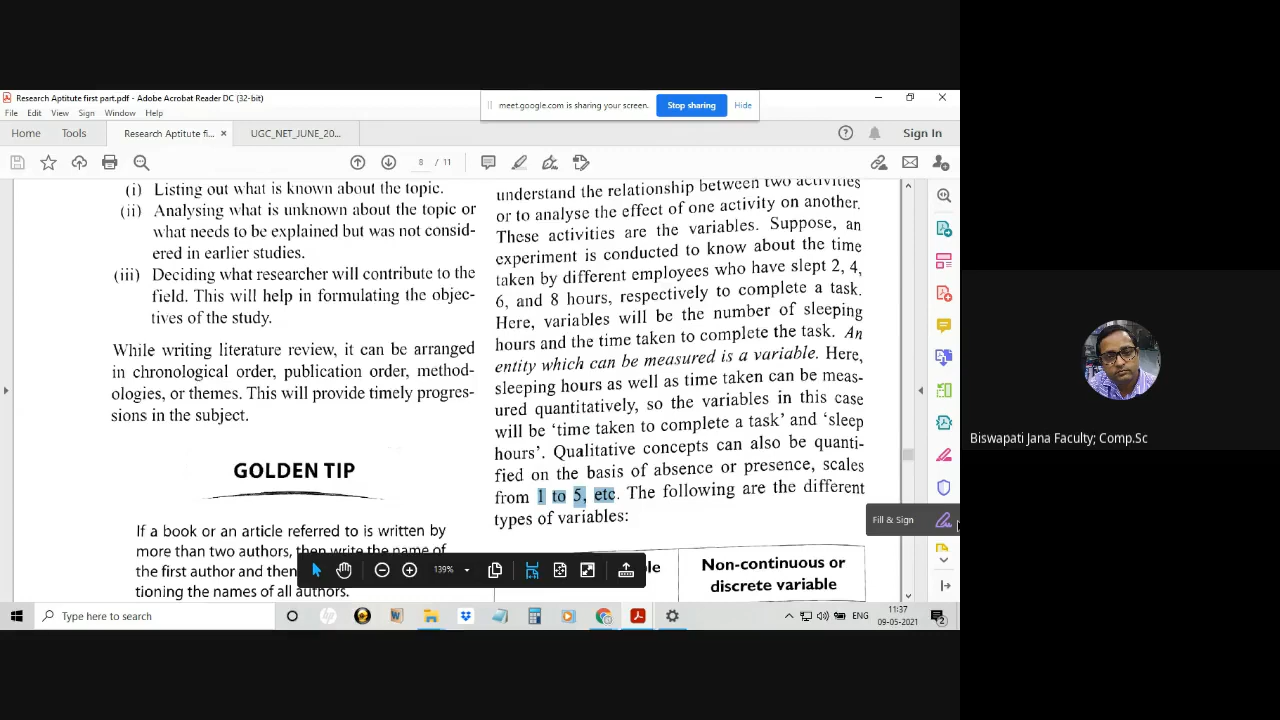 Research Aptitute first part.pdf - Adobe Acrobat Reader DC (32-bit)
meet.google.com is sharing your screen.
Stop sharing
Hide
File Edit View Sign Window Help
Home
Tools
Research Aptitute fi... ×
UGC_NET_JUNE_20...
Sign In
8 / 11
(i) Listing out what is known about the topic.
(ii) Analysing what is unknown about the topic or
what needs to be explained but was not consid-
ered in earlier studies.
(iii) Deciding what researcher will contribute to the
field. This will help in formulating the objec-
tives of the study.
While writing literature review, it can be arranged
in chronological order, publication order, method-
ologies, or themes. This will provide timely progres-
sions in the subject.
GOLDEN TIP
If a book or an article referred to is written by
more than two authors, then write the name of
the first author and then
tioning the names of all authors.
understand the relationship between two activities
or to analyse the effect of one activity on another.
These activities are the variables. Suppose, an
experiment is conducted to know about the time
taken by different employees who have slept 2, 4,
6, and 8 hours, respectively to complete a task.
Here, variables will be the number of sleeping
hours and the time taken to complete the task. An
entity which can be measured is a variable. Here,
sleeping hours as well as time taken can be meas-
ured quantitatively, so the variables in this case
will be ‘time taken to complete a task’ and ‘sleep
hours’. Qualitative concepts can also be quanti-
fied on the basis of absence or presence, scales
from 1 to 5, etc. The following are the different
types of variables:
Non-continuous or
discrete variable
139%
Fill & Sign
Biswapati Jana Faculty; Comp.Sc
Type here to search
ENG
11:37
09-05-2021
2